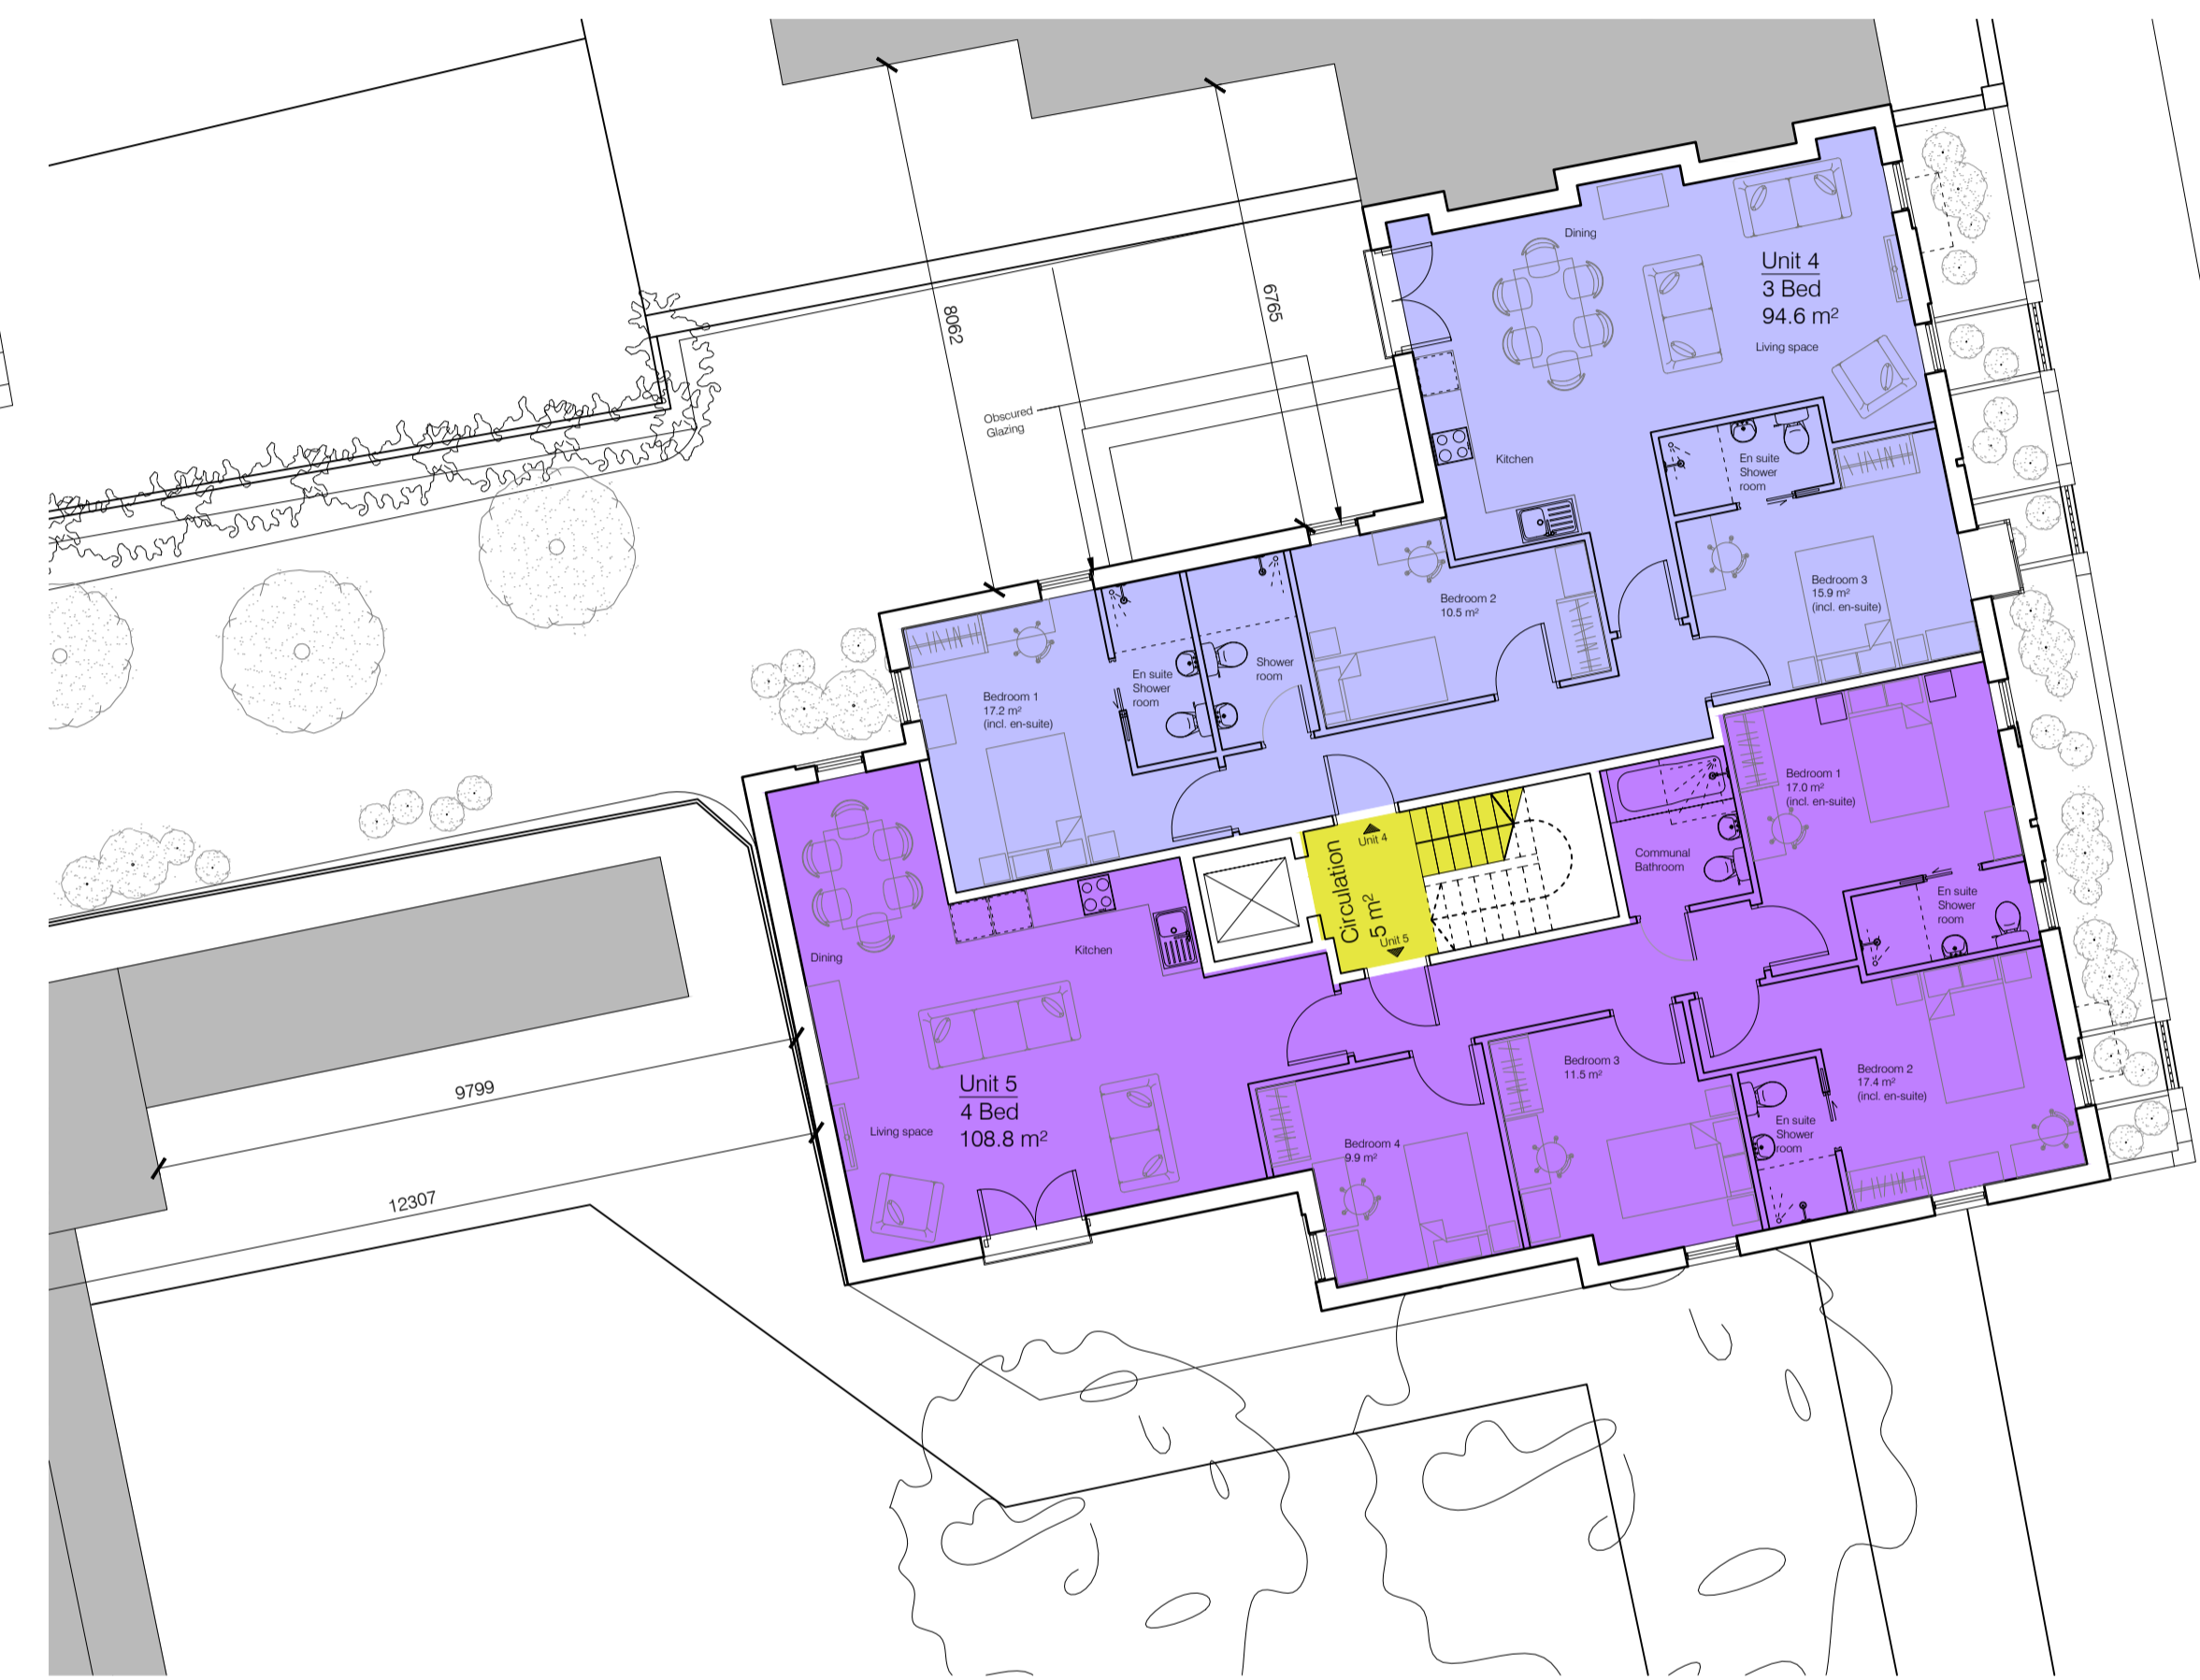 8062
6765
Obscured
Glazing
Dining
Unit 4
3 Bed
94.6 m²
Living space
Kitchen
En suite
Shower
room
Bedroom 3
15.9 m²
(incl. en-suite)
Bedroom 2
10.5 m²
Shower
room
En suite
Shower
room
Bedroom 1
17.2 m²
(incl. en-suite)
Circulation
5 m²
Unit 4
Unit 5
Communal
Bathroom
Bedroom 1
17.0 m²
(incl. en-suite)
En suite
Shower
room
Dining
Kitchen
Unit 5
4 Bed
108.8 m²
Living space
Bedroom 4
9.9 m²
Bedroom 3
11.5 m²
Bedroom 2
17.4 m²
(incl. en-suite)
En suite
Shower
room
9799
12307